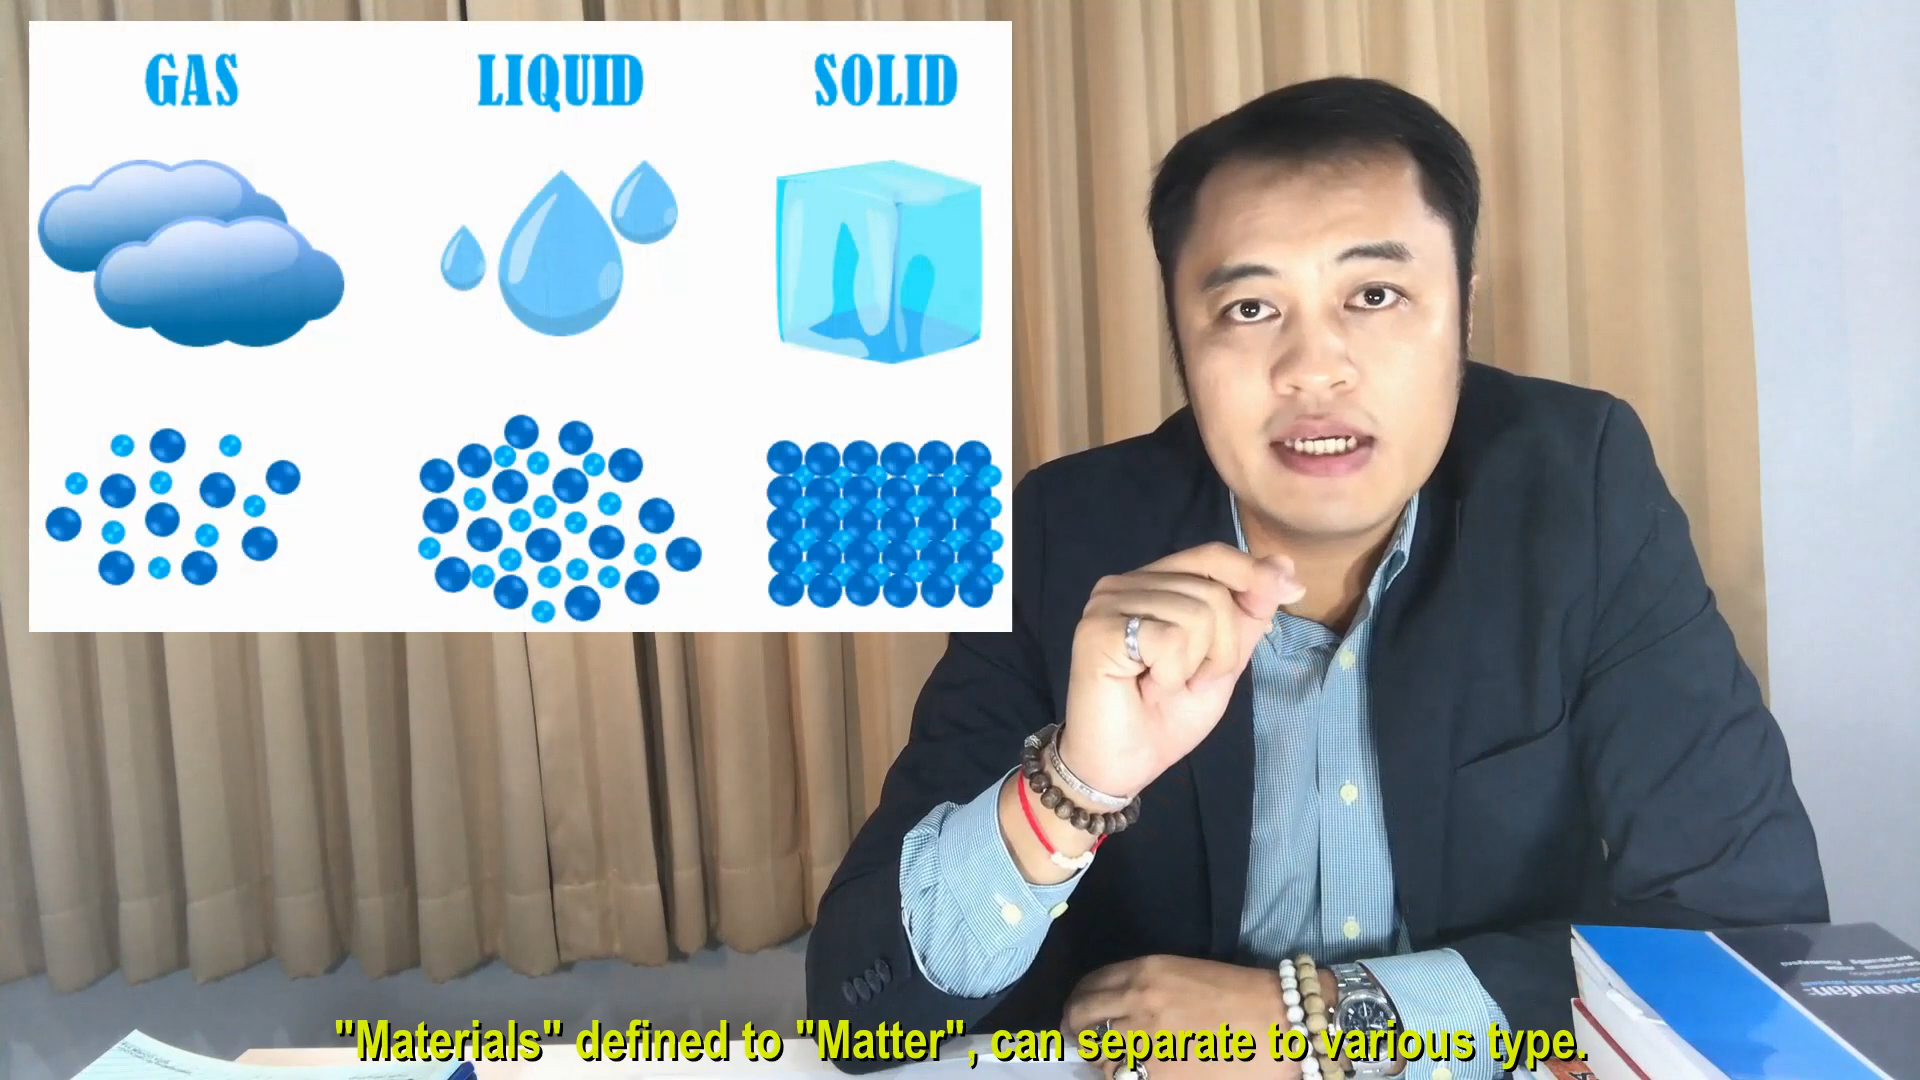 GAS LIQUID SOLID
"Materials" defined to "Matter", can separate to various type.